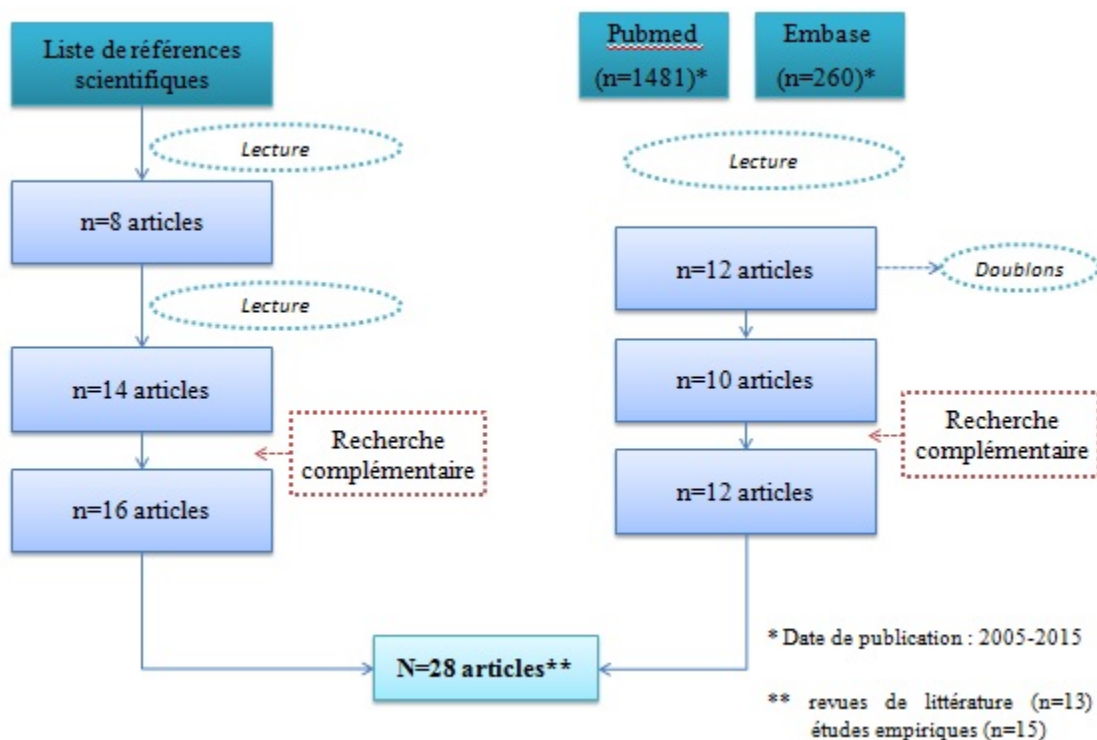 Liste de références
scientifiques
Lecture
n=8 articles
Lecture
n=14 articles
Recherche
complémentaire
n=16 articles
Pubmed
(n=1481)*
Embase
(n=260)*
Lecture
n=12 articles
Doublons
n=10 articles
Recherche
complémentaire
n=12 articles
N=28 articles**
* Date de publication : 2005-2015
** revues de littérature (n=13)
études empiriques (n=15)